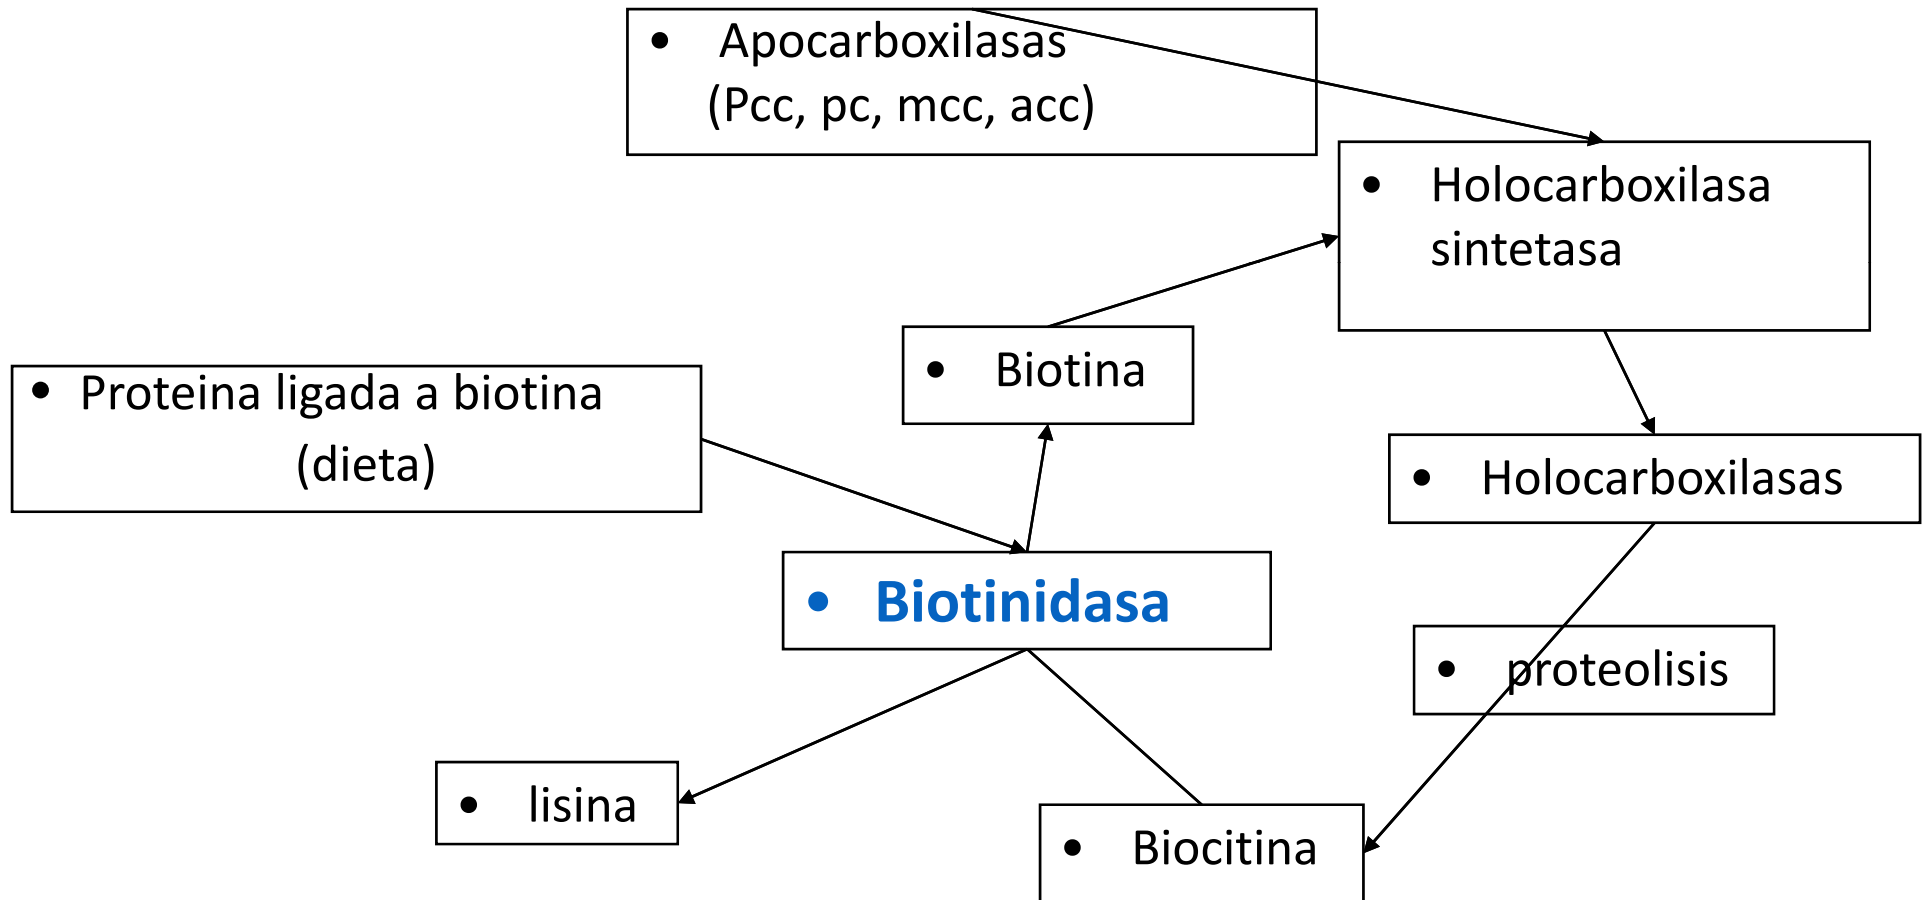 • Apocarboxilasas
(Pcc, pc, mcc, acc)
• Holocarboxilasa
sintetasa
• Biotina
• Proteina ligada a biotina
(dieta)
• Holocarboxilasas
• Biotinidasa
• proteolisis
• lisina
• Biocitina